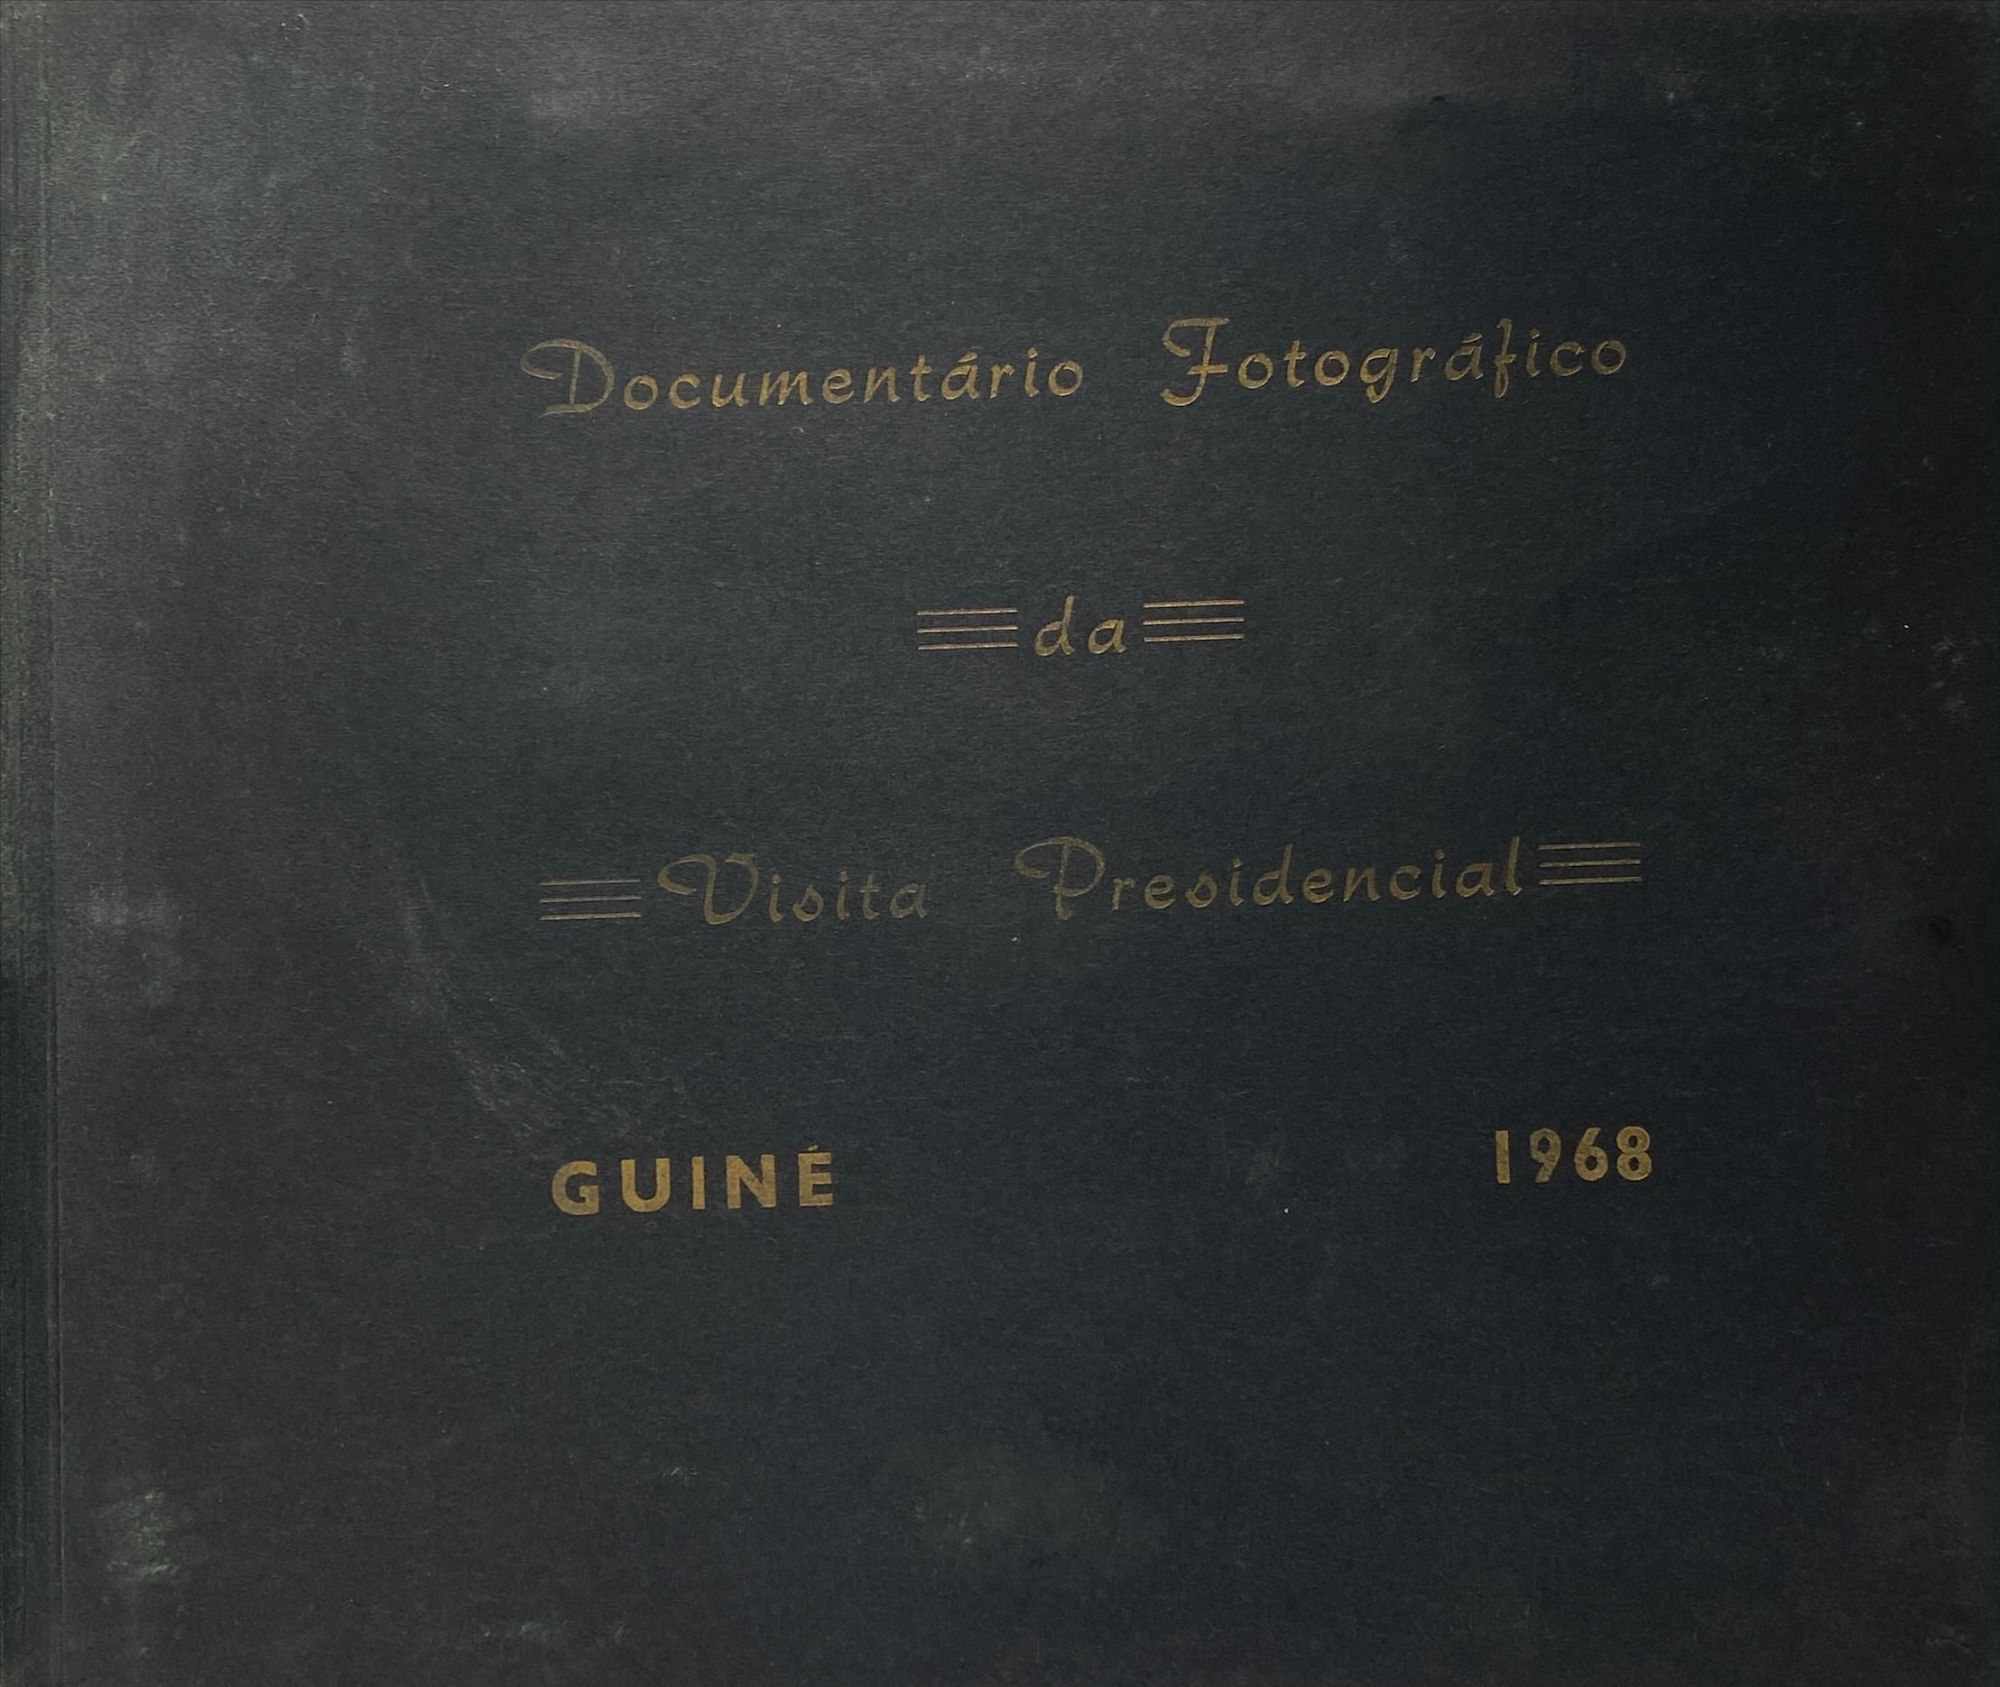 Documentário Fotográfico
da
Visita Presidencial
GUINÉ 1968